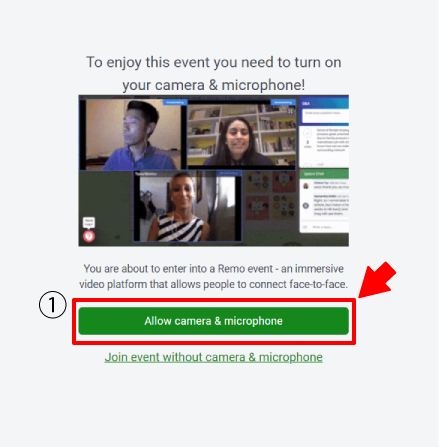 To enjoy this event you need to turn on
your camera & microphone!
Q&A
Space Chat
You are about to enter into a Remo event - an immersive
video platform that allows people to connect face-to-face.
①
Allow camera & microphone
Join event without camera & microphone